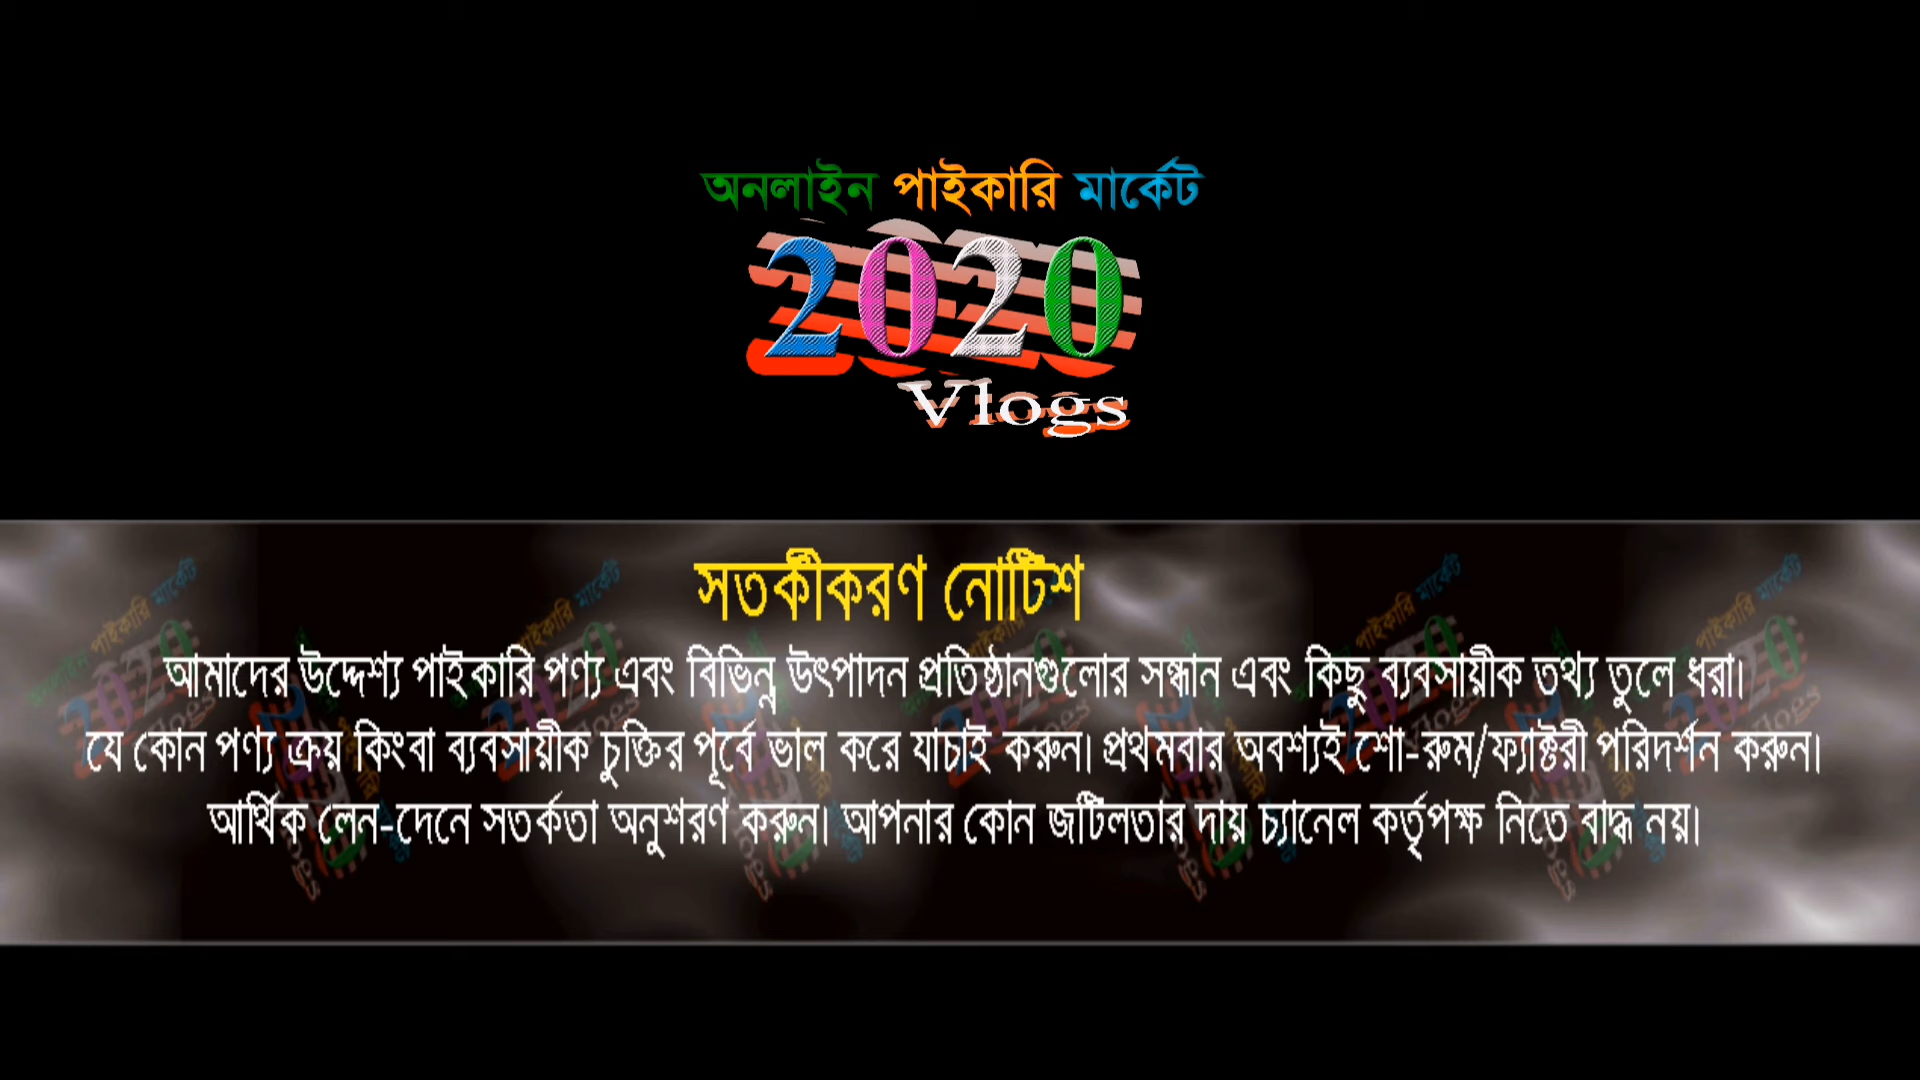 অনলাইন পাইকারি মার্কেট
2020
Vlogs
সতর্কীকরণ নোটিশ
আমাদের উদ্দেশ্য পাইকারি পণ্য এবং বিভিন্ন উৎপাদন প্রতিষ্ঠানগুলোর সন্ধান এবং কিছু ব্যবসায়ীক তথ্য তুলে ধরা।
যে কোন পণ্য ক্রয় কিংবা ব্যবসায়ীক চুক্তির পূর্বে ভাল করে যাচাই করুন। প্রথমবার অবশ্যই শো-রুম/ফ্যাক্টরী পরিদর্শন করুন।
আর্থিক লেন-দেনে সতর্কতা অনুশরণ করুন। আপনার কোন জটিলতার দায় চ্যানেল কর্তৃপক্ষ নিতে বাদ্ধ নয়।